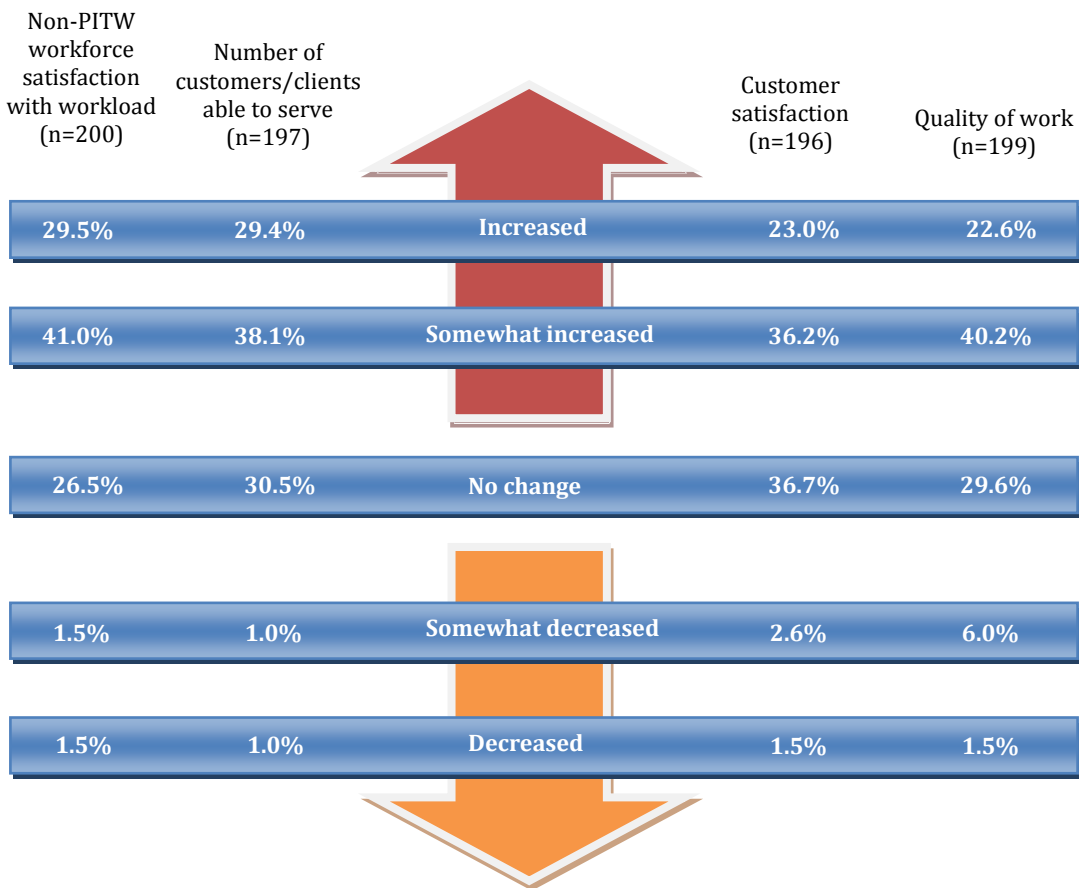 Non-PITW
workforce
satisfaction
with workload
(n=200)
Number of
customers/clients
able to serve
(n=197)
Customer
satisfaction
(n=196)
Quality of work
(n=199)
29.5% 29.4% Increased 23.0% 22.6%
41.0% 38.1% Somewhat increased 36.2% 40.2%
26.5% 30.5% No change 36.7% 29.6%
1.5% 1.0% Somewhat decreased 2.6% 6.0%
1.5% 1.0% Decreased 1.5% 1.5%